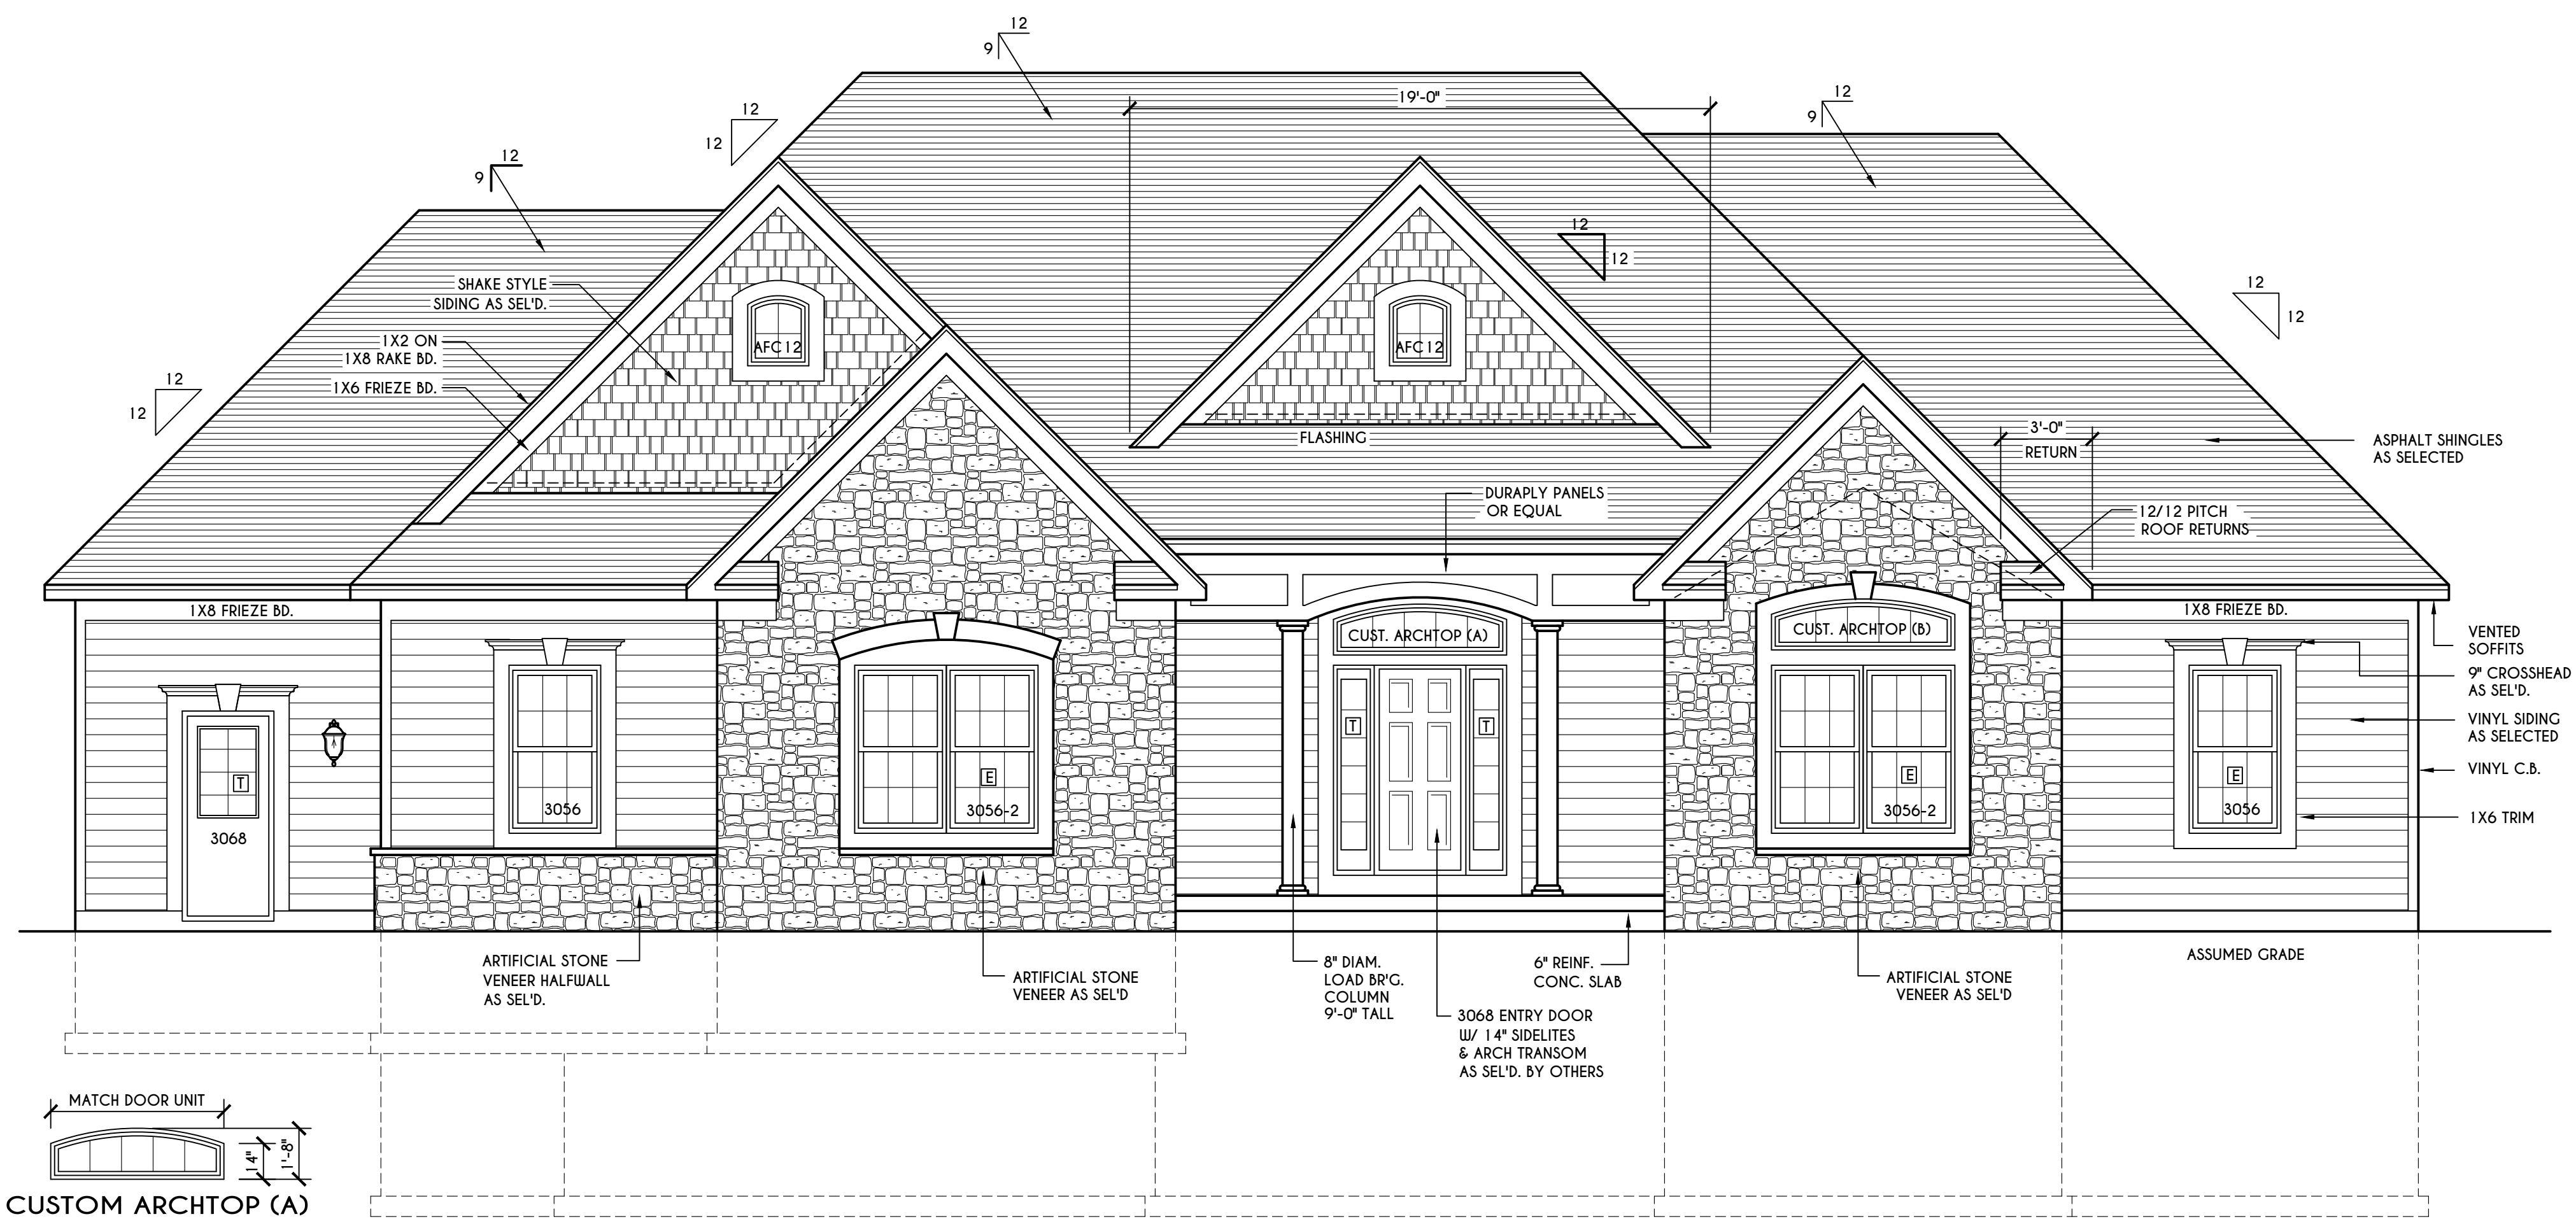 12
9
12
9
12
9
12
12
12
9
19'-0"
12
12
12
12
12
12
SHAKE STYLE
SIDING AS SEL'D.
1X2 ON
1X8 RAKE BD.
1X6 FRIEZE BD.
AFC12
AFC12
FLASHING
3'-0"
RETURN
ASPHALT SHINGLES
AS SELECTED
DURAPLY PANELS
OR EQUAL
12/12 PITCH
ROOF RETURNS
1X8 FRIEZE BD.
1X8 FRIEZE BD.
CUST. ARCHTOP (A)
CUST. ARCHTOP (B)
VENTED
SOFFITS
9" CROSSHEAD
AS SEL'D.
VINYL SIDING
AS SELECTED
VINYL C.B.
1X6 TRIM
T
3068
3056
E
3056-2
T
T
E
3056-2
E
3056
ARTIFICIAL STONE
VENEER HALFWALL
AS SEL'D.
ARTIFICIAL STONE
VENEER AS SEL'D
8" DIAM.
LOAD BR'G.
COLUMN
9'-0" TALL
3068 ENTRY DOOR
W/ 14" SIDELITES
& ARCH TRANSOM
AS SEL'D. BY OTHERS
6" REINF.
CONC. SLAB
ARTIFICIAL STONE
VENEER AS SEL'D
ASSUMED GRADE
MATCH DOOR UNIT
14"
1'-8"
CUSTOM ARCHTOP (A)